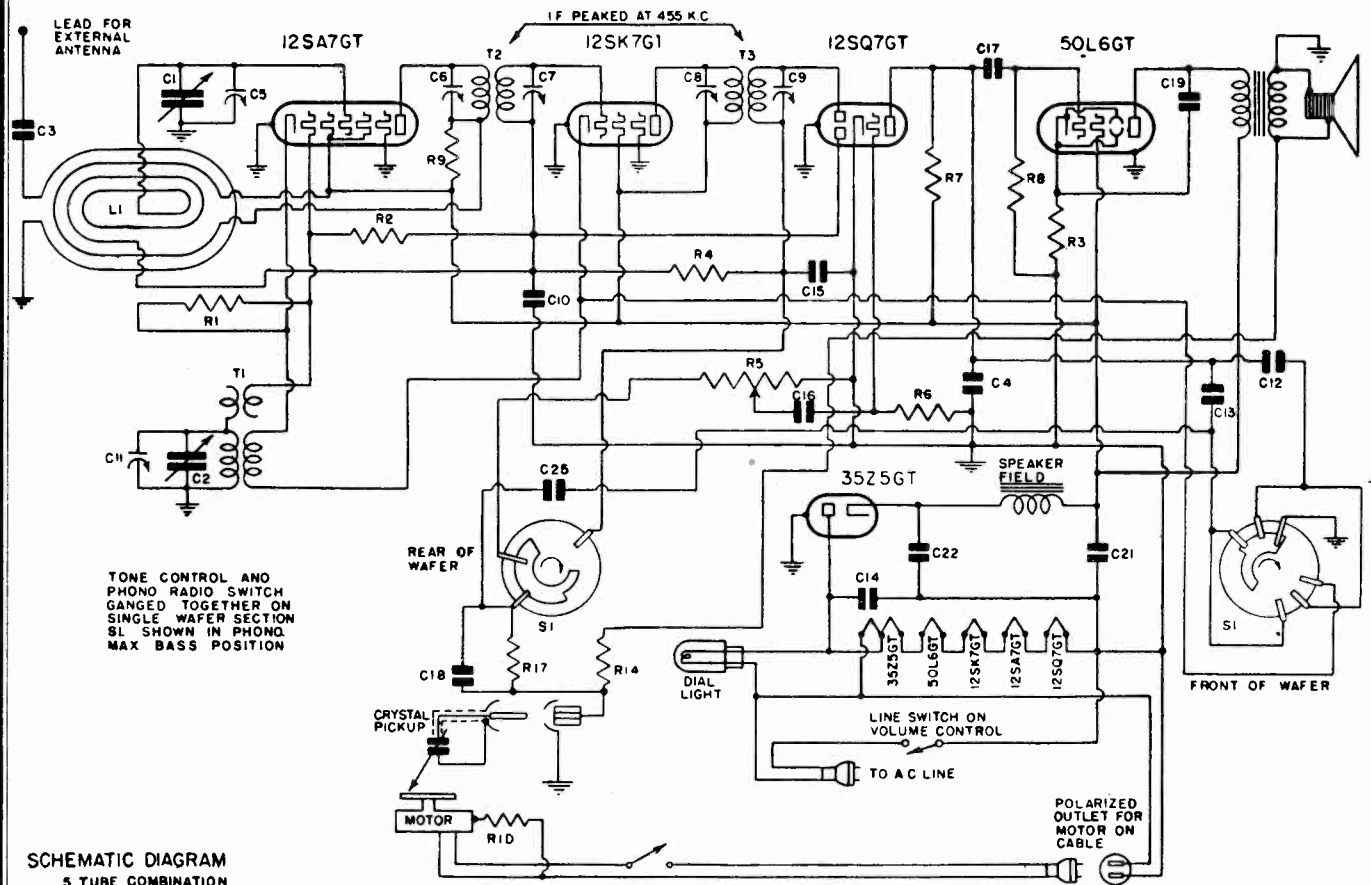 LEAD FOR
EXTERNAL
ANTENNA
IF PEAKED AT 455 K.C
12SA7GT
12SK7G1
12SQ7GT
50L6GT
T2
T3
C17
C1
C5
C6
C7
C8
C9
C19
C3
R9
R7
R8
L1
R2
R3
R4
C15
C10
R1
T1
R5
C16
R6
C4
C12
C13
C11
C2
C25
35Z5GT
SPEAKER
FIELD
REAR OF
WAFER
C22
C21
C14
TONE CONTROL AND
PHONO RADIO SWITCH
GANGED TOGETHER ON
SINGLE WAFER SECTION
S1. SHOWN IN PHONO.
MAX BASS POSITION
S1
S1
35Z5GT
50L6GT
12SK7GT
12SA7GT
12SQ7GT
C18
R17
R14
DIAL
LIGHT
FRONT OF WAFER
CRYSTAL
PICKUP
LINE SWITCH ON
VOLUME CONTROL
TO A C LINE
MOTOR
R1D
POLARIZED
OUTLET FOR
MOTOR ON
CABLE
SCHEMATIC DIAGRAM
5 TUBE COMBINATION